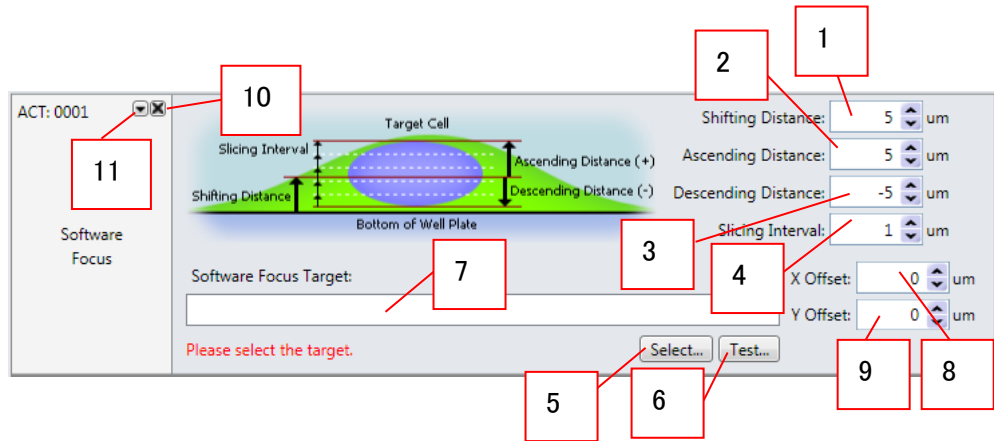 1
2
10
ACT: 0001
11
Software
Focus
Target Cell
Slicing Interval
Ascending Distance (+)
Shifting Distance
Descending Distance (-)
Bottom of Well Plate
Shifting Distance: 5 um
Ascending Distance: 5 um
Descending Distance: -5 um
Slicing Interval: 1 um
3
4
7
Software Focus Target:
X Offset: 0 um
Y Offset: 0 um
Please select the target.
Select...
Test...
5
6
9
8